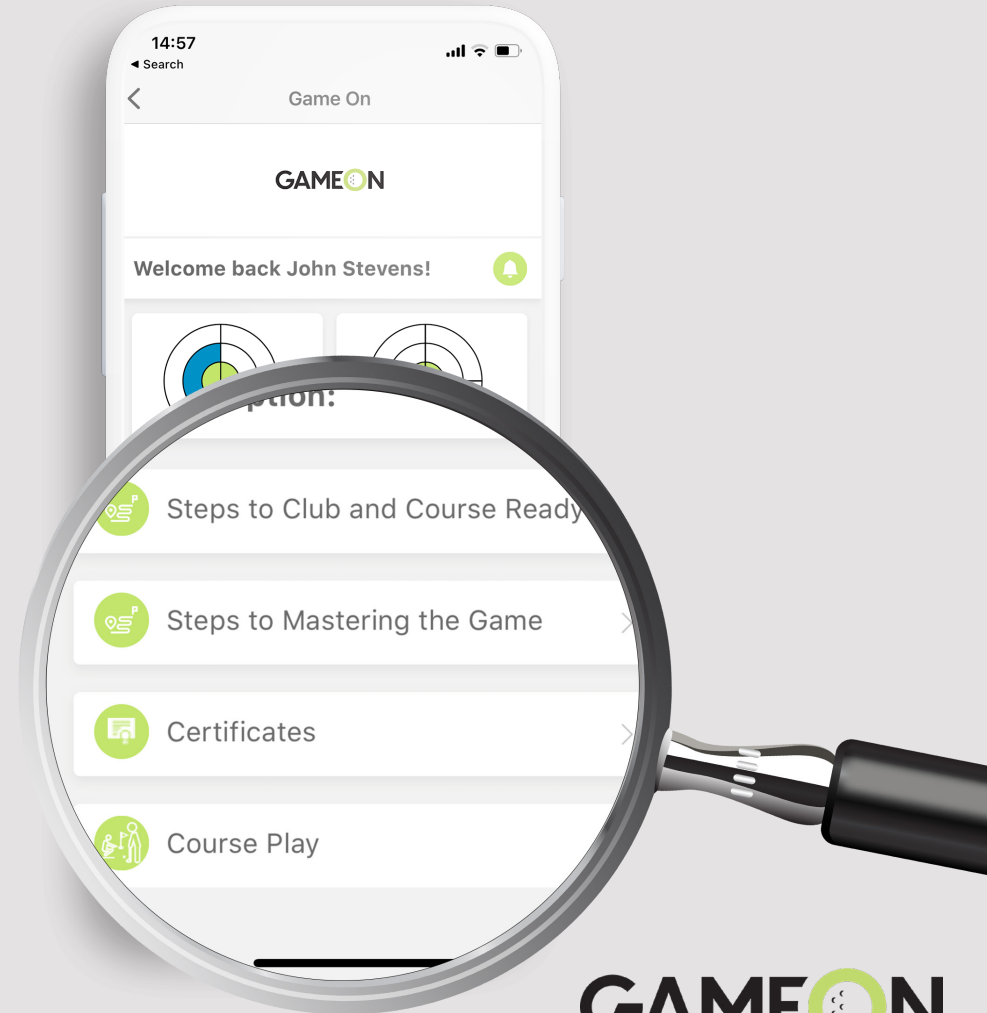 14:57
◀ Search
Game On
GAMEON
Welcome back John Stevens!
Steps to Club and Course Ready
Steps to Mastering the Game
Certificates
Course Play
GAMEON